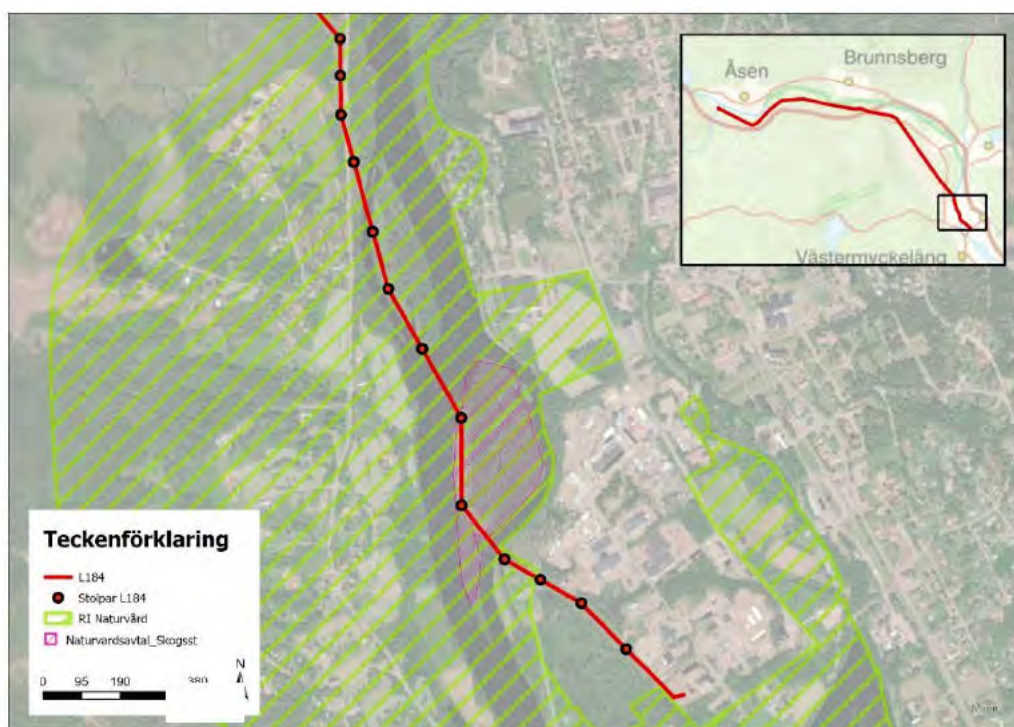 Åsen
Brunnsberg
Västermyckeläng
Teckenförklaring
L184
Stolpar L184
RI Naturvård
Naturvardsavtal_Skogsst
0 95 190 380
N